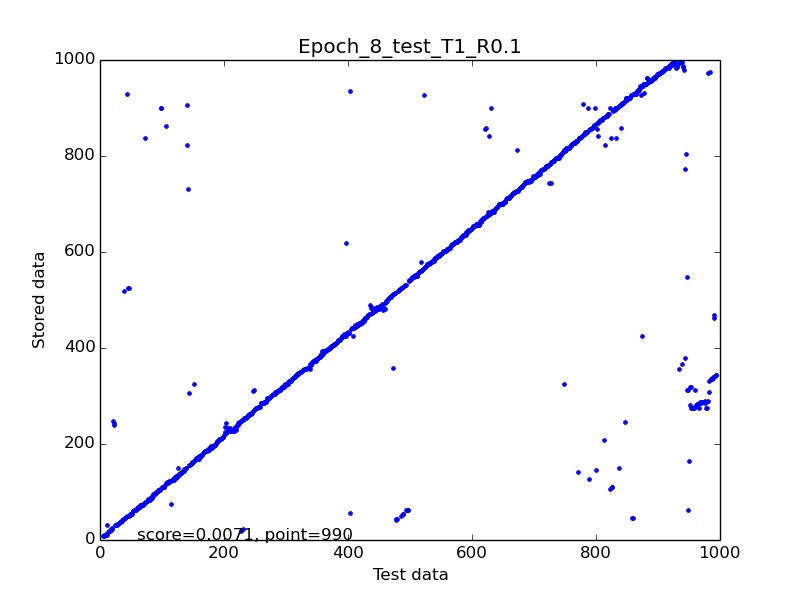 Epoch_8_test_T1_R0.1
1000
800
600
400
200
0
Stored data
score=0.0071, point=990
0 200 400 600 800 1000
Test data